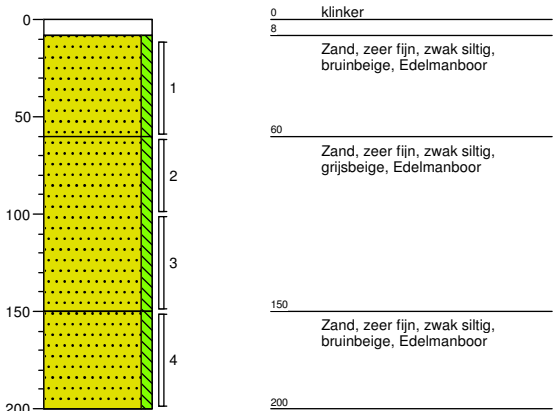 0
klinker
8
Zand, zeer fijn, zwak siltig,
bruinbeige, Edelmanboor
60
Zand, zeer fijn, zwak siltig,
grijsbeige, Edelmanboor
150
Zand, zeer fijn, zwak siltig,
bruinbeige, Edelmanboor
200
0
50
100
150
200
1
2
3
4